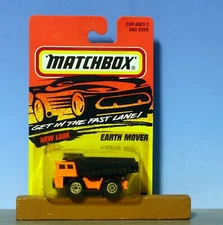 FOR AGES 3
AND OVER
MATCHBOX
GET IN THE FAST LANE!
NEW LOOK
EARTH MOVER